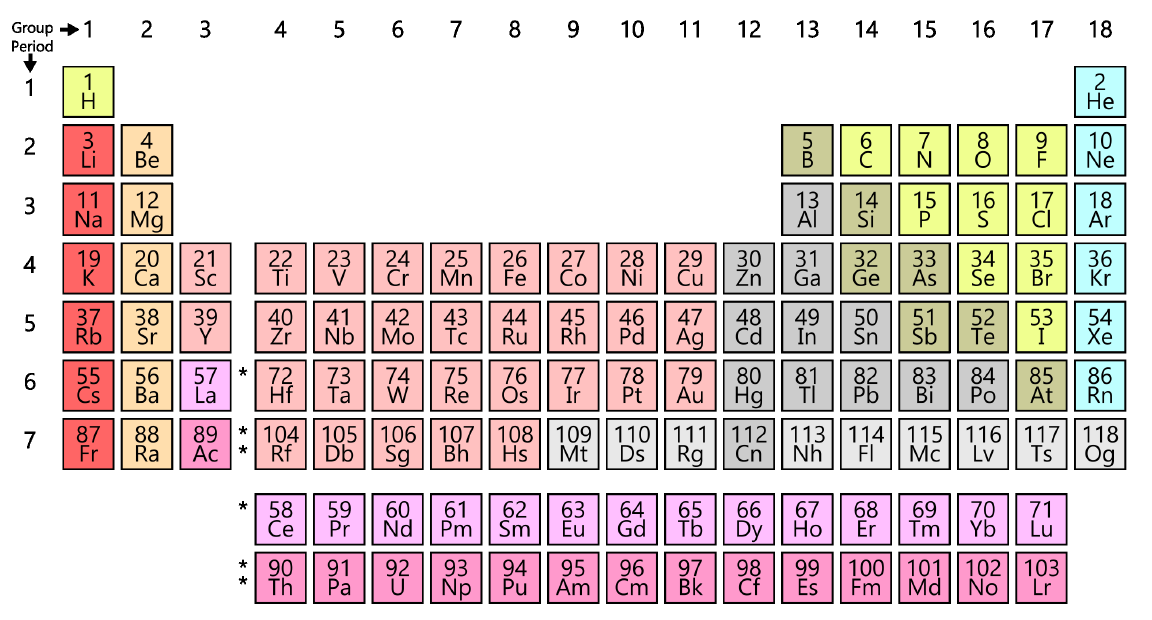 Group → 1 2 3 4 5 6 7 8 9 10 11 12 13 14 15 16 17 18
Period
↓
1
1 2
H He
2
3 4 5 6 7 8 9 10
Li Be B C N O F Ne
3
11 12 13 14 15 16 17 18
Na Mg Al Si P S Cl Ar
4
19 20 21 22 23 24 25 26 27 28 29 30 31 32 33 34 35 36
K Ca Sc Ti V Cr Mn Fe Co Ni Cu Zn Ga Ge As Se Br Kr
5
37 38 39 40 41 42 43 44 45 46 47 48 49 50 51 52 53 54
Rb Sr Y Zr Nb Mo Tc Ru Rh Pd Ag Cd In Sn Sb Te I Xe
6
55 56 57 * 72 73 74 75 76 77 78 79 80 81 82 83 84 85 86
Cs Ba La Hf Ta W Re Os Ir Pt Au Hg Tl Pb Bi Po At Rn
7
87 88 89 * 104 105 106 107 108 109 110 111 112 113 114 115 116 117 118
Fr Ra Ac * Rf Db Sg Bh Hs Mt Ds Rg Cn Nh Fl Mc Lv Ts Og
* 58 59 60 61 62 63 64 65 66 67 68 69 70 71
Ce Pr Nd Pm Sm Eu Gd Tb Dy Ho Er Tm Yb Lu
* 90 91 92 93 94 95 96 97 98 99 100 101 102 103
* Th Pa U Np Pu Am Cm Bk Cf Es Fm Md No Lr